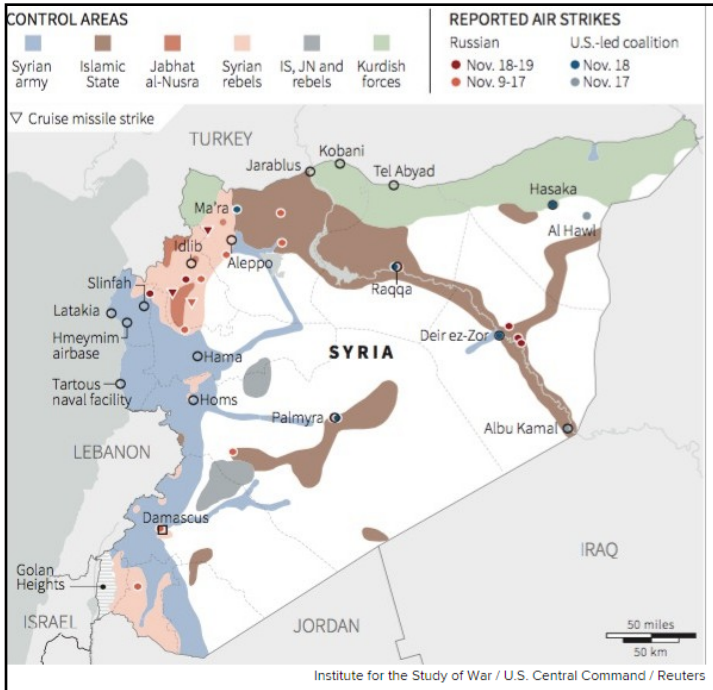 CONTROL AREAS
Syrian army
Islamic State
Jabhat al-Nusra
Syrian rebels
IS, JN and rebels
Kurdish forces
REPORTED AIR STRIKES
Russian
Nov. 18-19
Nov. 9-17
U.S.-led coalition
Nov. 18
Nov. 17
Cruise missile strike
TURKEY
Kobani
Jarablus
Tel Abyad
Hasaka
Ma'ra
Al Hawl
Idlib
Aleppo
Slinfah
Raqqa
Latakia
Hmeymim
airbase
Deir ez-Zor
SYRIA
Hama
Tartous
naval facility
Homs
Palmyra
Albu Kamal
LEBANON
Damascus
IRAQ
Golan
Heights
ISRAEL
JORDAN
50 miles
50 km
Institute for the Study of War / U.S. Central Command / Reuters